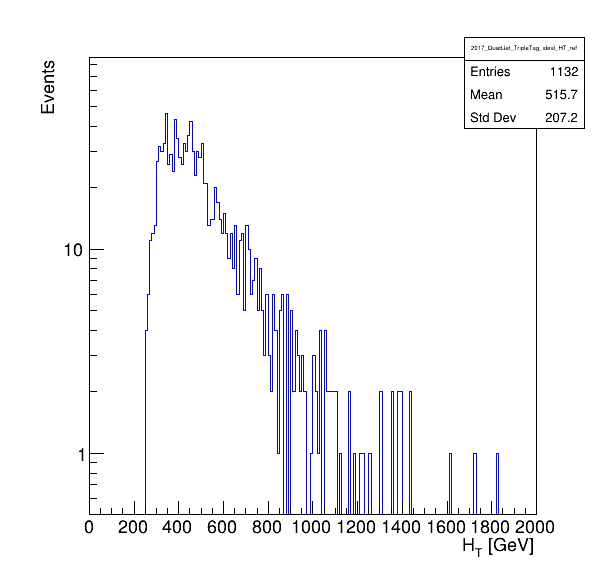 2017_QuadJet_TripleTag_ideal_HT_ref
Entries 1132
Mean 515.7
Std Dev 207.2
Events
10
1
0 200 400 600 800 1000 1200 1400 1600 1800 2000
H_T [GeV]